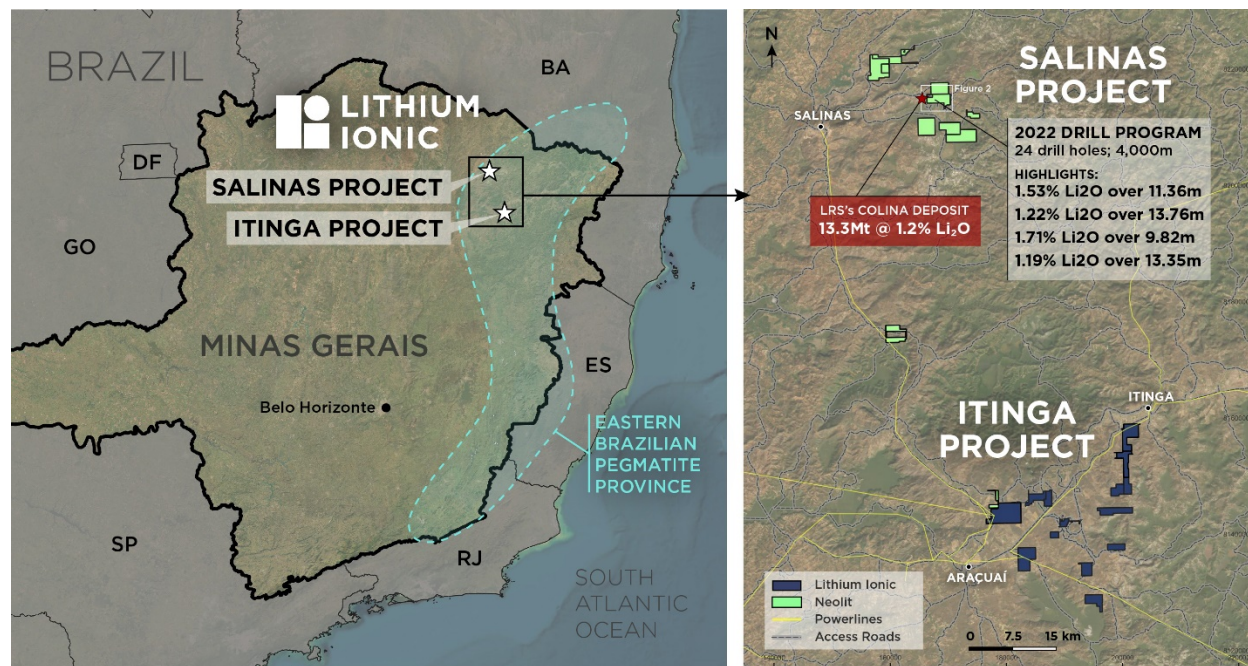 BRAZIL
BA
LITHIUM
IONIC
DF
SALINAS PROJECT
ITINGA PROJECT
GO
MINAS GERAIS
ES
Belo Horizonte
EASTERN
BRAZILIAN
PEGMATITE
PROVINCE
SP
RJ
SOUTH
ATLANTIC
OCEAN
N
SALINAS
PROJECT
Figure 2
SALINAS
2022 DRILL PROGRAM
24 drill holes; 4,000m
HIGHLIGHTS:
1.53% Li2O over 11.36m
1.22% Li2O over 13.76m
1.71% Li2O over 9.82m
1.19% Li2O over 13.35m
LRS's COLINA DEPOSIT
13.3Mt @ 1.2% Li₂O
ITINGA
ITINGA
PROJECT
ARAÇUAÍ
Lithium Ionic
Neolit
Powerlines
Access Roads
0 7.5 15 km